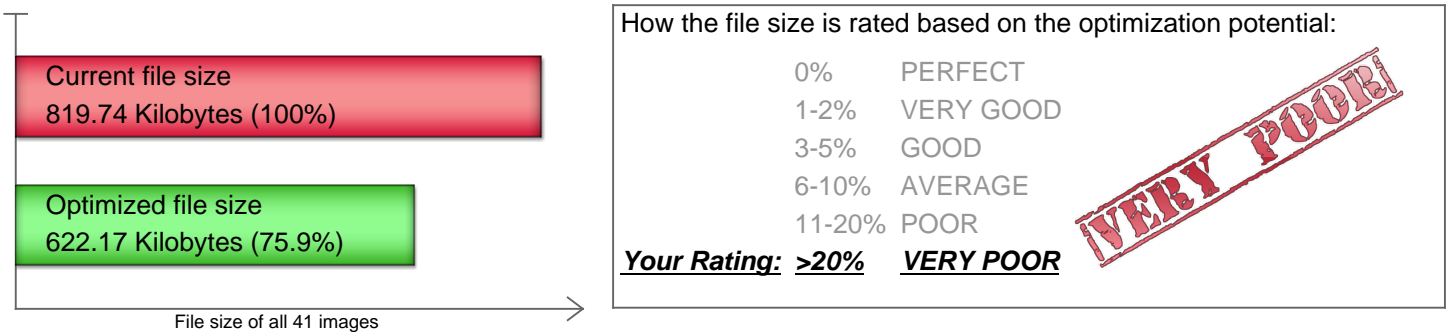 Current file size
819.74 Kilobytes (100%)
Optimized file size
622.17 Kilobytes (75.9%)
File size of all 41 images
How the file size is rated based on the optimization potential:
0% PERFECT
1-2% VERY GOOD
3-5% GOOD
6-10% AVERAGE
11-20% POOR
Your Rating: >20% VERY POOR
VERY POOR